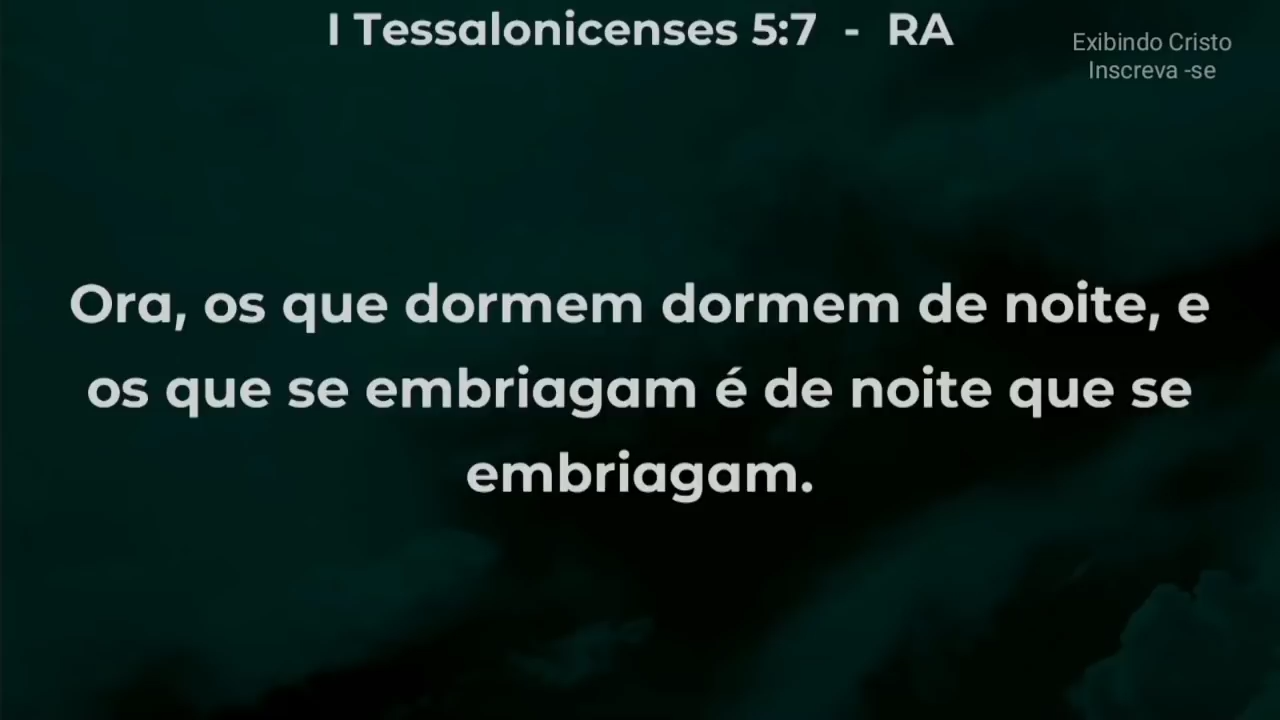 I Tessalonicenses 5:7 - RA
Exibindo Cristo
Inscreva -se
Ora, os que dormem dormem de noite, e
os que se embriagam é de noite que se
embriagam.